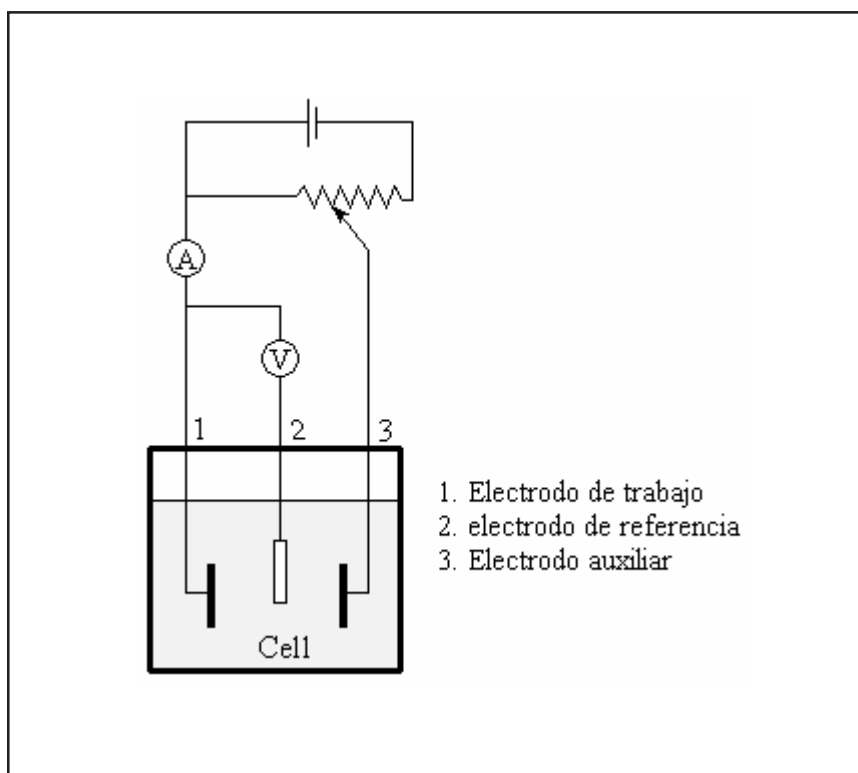 A
V
1 2 3
1. Electrodo de trabajo
2. electrodo de referencia
3. Electrodo auxiliar
Cell